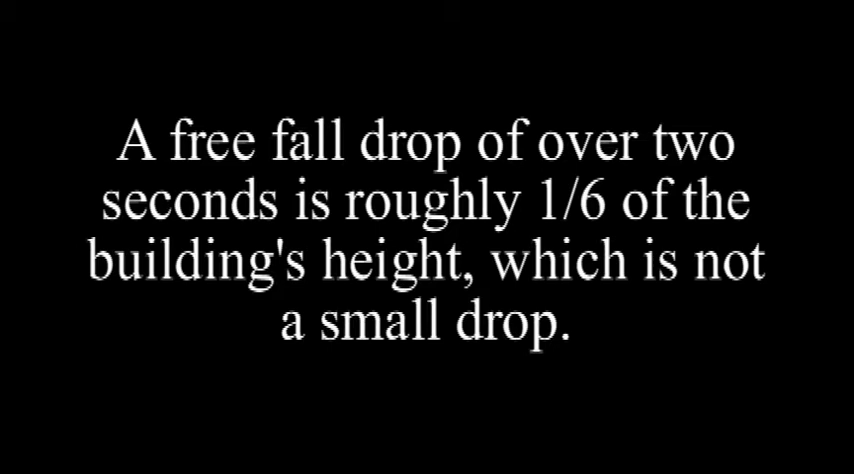 A free fall drop of over two
seconds is roughly 1/6 of the
building's height, which is not
a small drop.